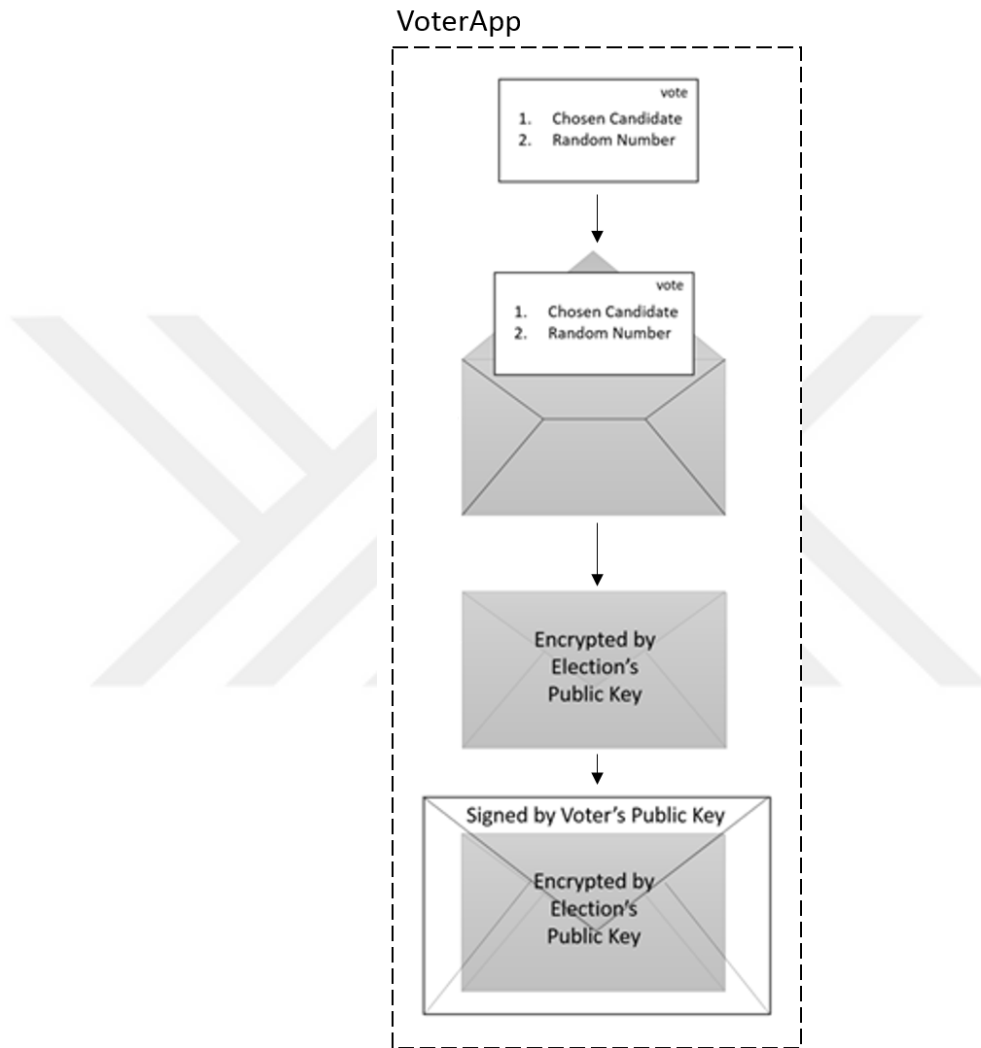 VoterApp
vote
1. Chosen Candidate
2. Random Number
vote
1. Chosen Candidate
2. Random Number
Encrypted by
Election's
Public Key
Signed by Voter's Public Key
Encrypted by
Election's
Public Key